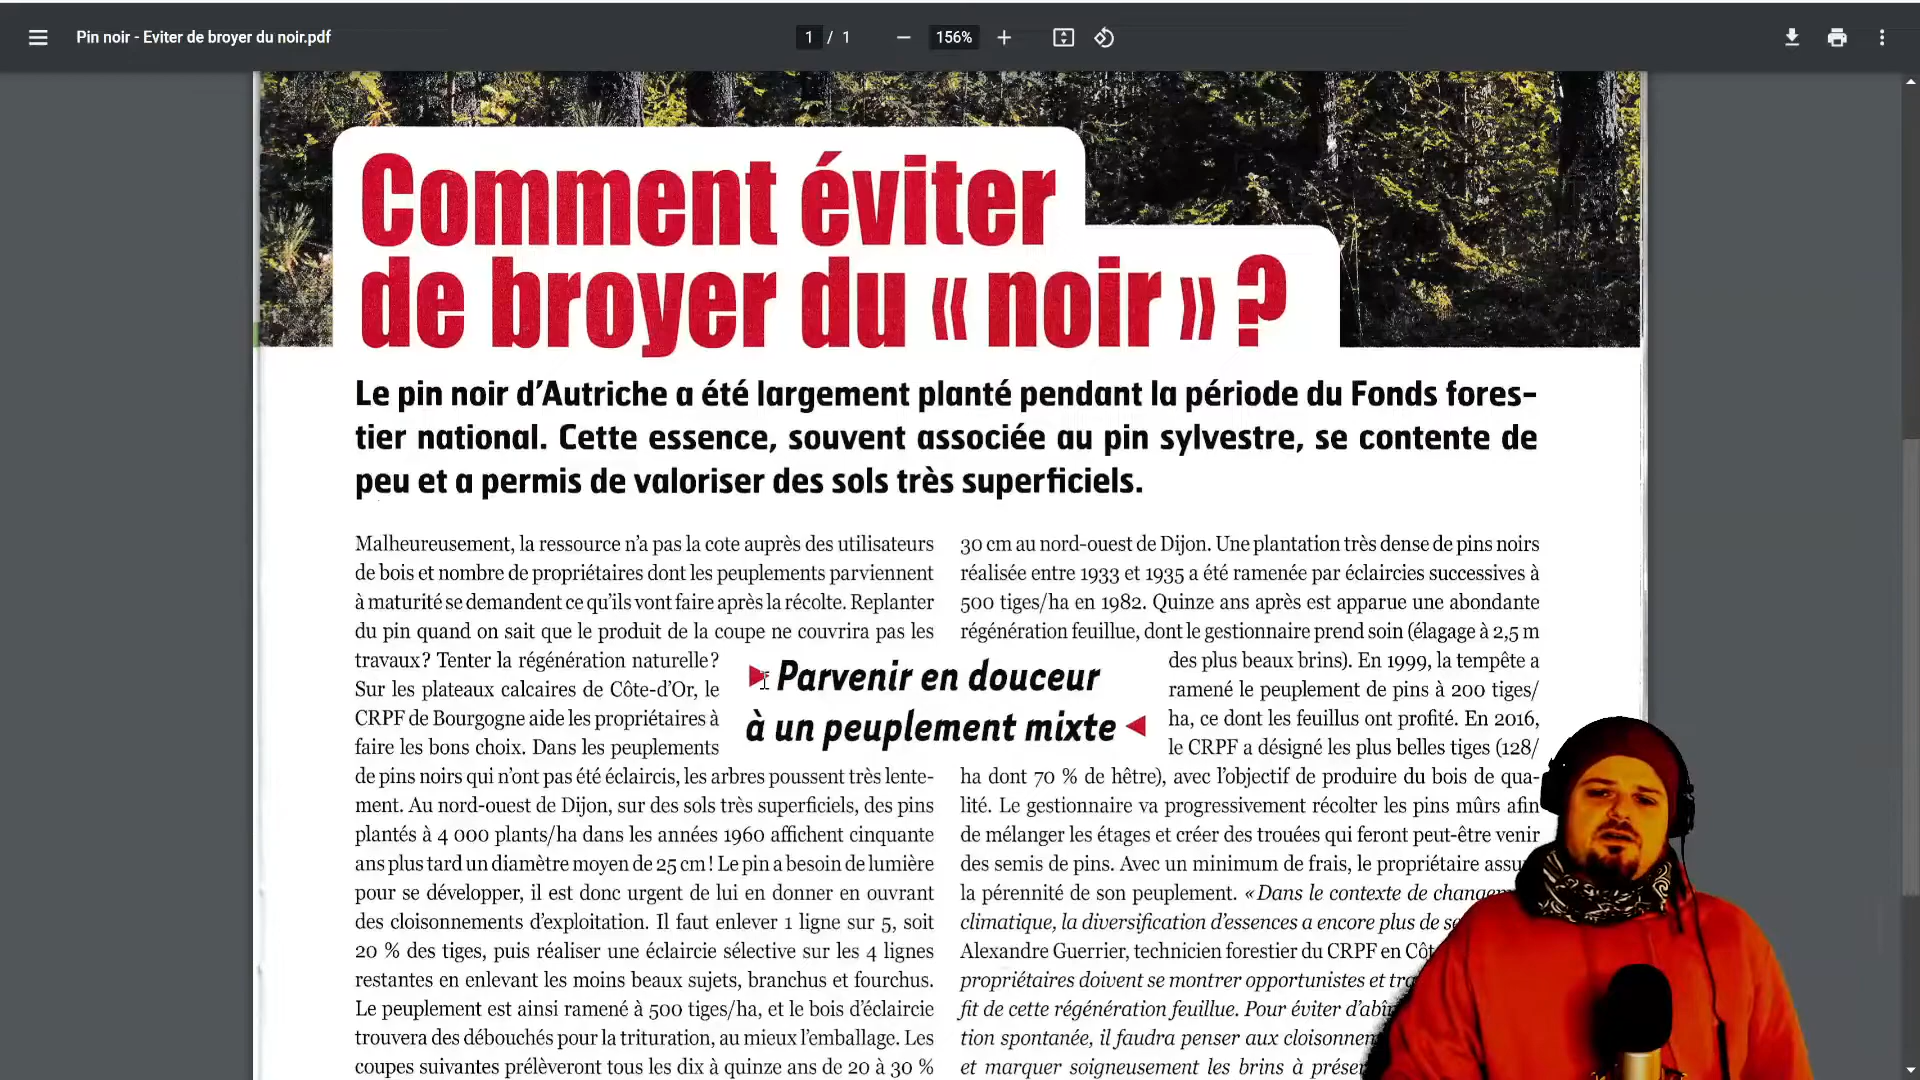 Pin noir - Eviter de broyer du noir.pdf
1 / 1
156%
Comment éviter
de broyer du « noir » ?
Le pin noir d'Autriche a été largement planté pendant la période du Fonds fores-
tier national. Cette essence, souvent associée au pin sylvestre, se contente de
peu et a permis de valoriser des sols très superficiels.
Malheureusement, la ressource n'a pas la cote auprès des utilisateurs
de bois et nombre de propriétaires dont les peuplements parviennent
à maturité se demandent ce qu'ils vont faire après la récolte. Replanter
du pin quand on sait que le produit de la coupe ne couvrira pas les
travaux? Tenter la régénération naturelle?
Sur les plateaux calcaires de Côte-d'Or, le
CRPF de Bourgogne aide les propriétaires à
faire les bons choix. Dans les peuplements
de pins noirs qui n'ont pas été éclaircis, les arbres poussent très lente-
ment. Au nord-ouest de Dijon, sur des sols très superficiels, des pins
plantés à 4 000 plants/ha dans les années 1960 affichent cinquante
ans plus tard un diamètre moyen de 25 cm! Le pin a besoin de lumière
pour se développer, il est donc urgent de lui en donner en ouvrant
des cloisonnements d'exploitation. Il faut enlever 1 ligne sur 5, soit
20 % des tiges, puis réaliser une éclaircie sélective sur les 4 lignes
restantes en enlevant les moins beaux sujets, branchus et fourchus.
Le peuplement est ainsi ramené à 500 tiges/ha, et le bois d'éclaircie
trouvera des débouchés pour la trituration, au mieux l'emballage. Les
coupes suivantes prélèveront tous les dix à quinze ans de 20 à 30 %
Parvenir en douceur
à un peuplement mixte
30 cm au nord-ouest de Dijon. Une plantation très dense de pins noirs
réalisée entre 1933 et 1935 a été ramenée par éclaircies successives à
500 tiges/ha en 1982. Quinze ans après est apparue une abondante
régénération feuillue, dont le gestionnaire prend soin (élagage à 2,5 m
des plus beaux brins). En 1999, la tempête a
ramené le peuplement de pins à 200 tiges/
ha, ce dont les feuillus ont profité. En 2016,
le CRPF a désigné les plus belles tiges (128/
ha dont 70 % de hêtre), avec l'objectif de produire du bois de qua-
lité. Le gestionnaire va progressivement récolter les pins mûrs afin
de mélanger les étages et créer des trouées qui feront peut-être venir
des semis de pins. Avec un minimum de frais, le propriétaire
la pérennité de son peuplement. « Dans le contexte de
climatique, la diversification d'essences a encore plus de
Alexandre Guerrier, technicien forestier du CRPF en
propriétaires doivent se montrer opportunistes et
fit de cette régénération feuillue. Pour éviter
tion spontanée, il faudra penser aux
et marquer soigneusement les brins à